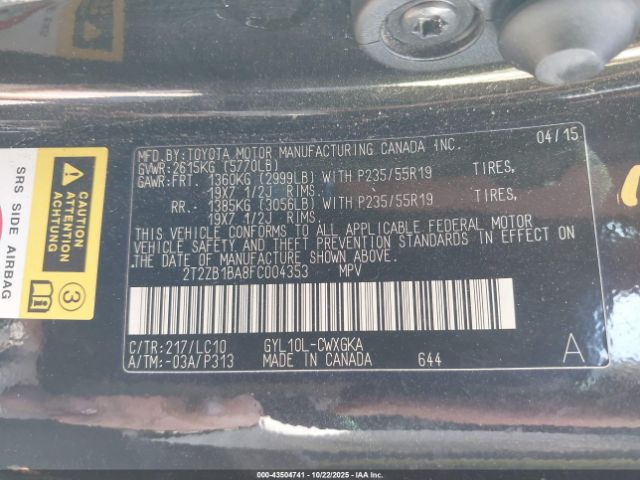 MFD.BY:TOYOTA MOTOR MANUFACTURING CANADA INC. 04/15
GVWR:2615KG (5770LB)
GAWR:FRT. 1360KG (2999LB) WITH P235/55R19 TIRES,
19X7 1/2J RIMS.
RR. 1385KG (3056LB) WITH P235/55R19 TIRES,
19X7 1/2J RIMS.
THIS VEHICLE CONFORMS TO ALL APPLICABLE FEDERAL MOTOR
VEHICLE SAFETY AND THEFT PREVENTION STANDARDS IN EFFECT ON
THE DATE OF MANUFACTURE SHOWN ABOVE.
2T2ZB1BA8FC004353 MPV
C/TR:217/LC10 GYL10L-CWXGKA
A/TM:-03A/P313 MADE IN CANADA 644 A
SRS SIDE AIRBAG
CAUTION
ATTENTION
ACHTUNG
3
000-43504741 | 10/22/2025 - IAAI.COM